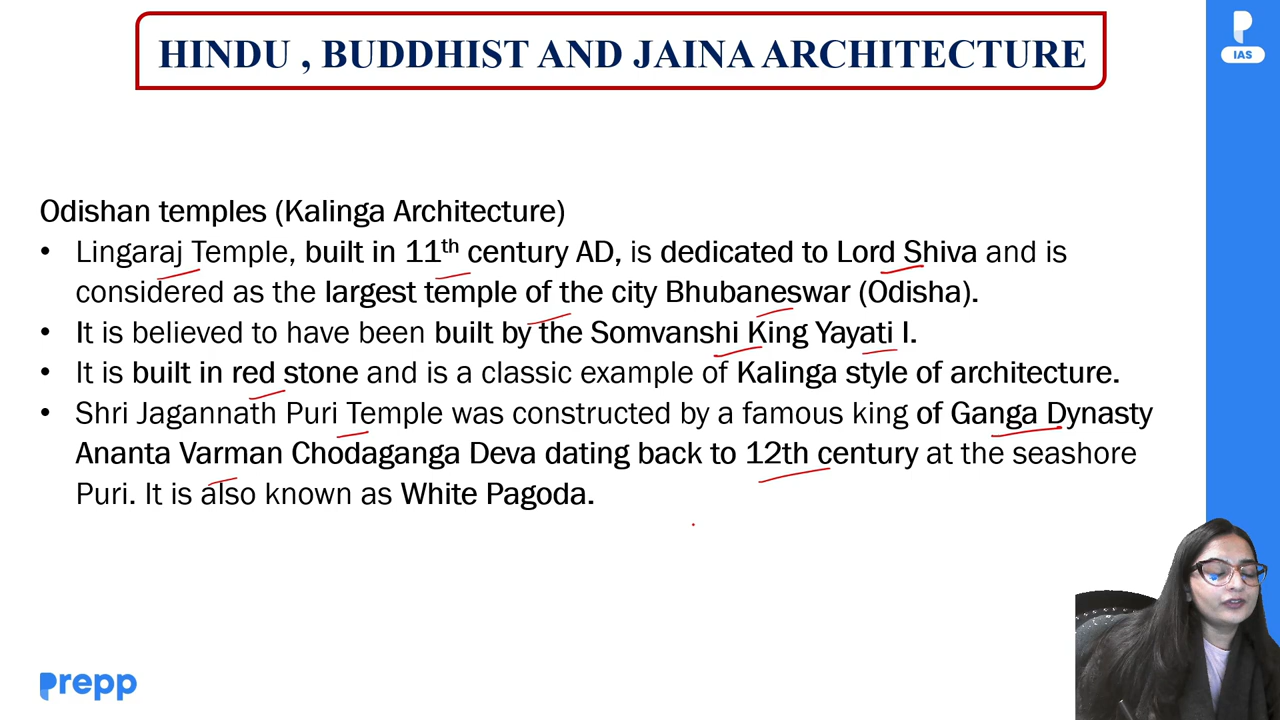 HINDU , BUDDHIST AND JAINA ARCHITECTURE
IAS
Odishan temples (Kalinga Architecture)
• Lingaraj Temple, built in 11th century AD, is dedicated to Lord Shiva and is
considered as the largest temple of the city Bhubaneswar (Odisha).
• It is believed to have been built by the Somvanshi King Yayati I.
• It is built in red stone and is a classic example of Kalinga style of architecture.
• Shri Jagannath Puri Temple was constructed by a famous king of Ganga Dynasty
Ananta Varman Chodaganga Deva dating back to 12th century at the seashore
Puri. It is also known as White Pagoda.
prepp